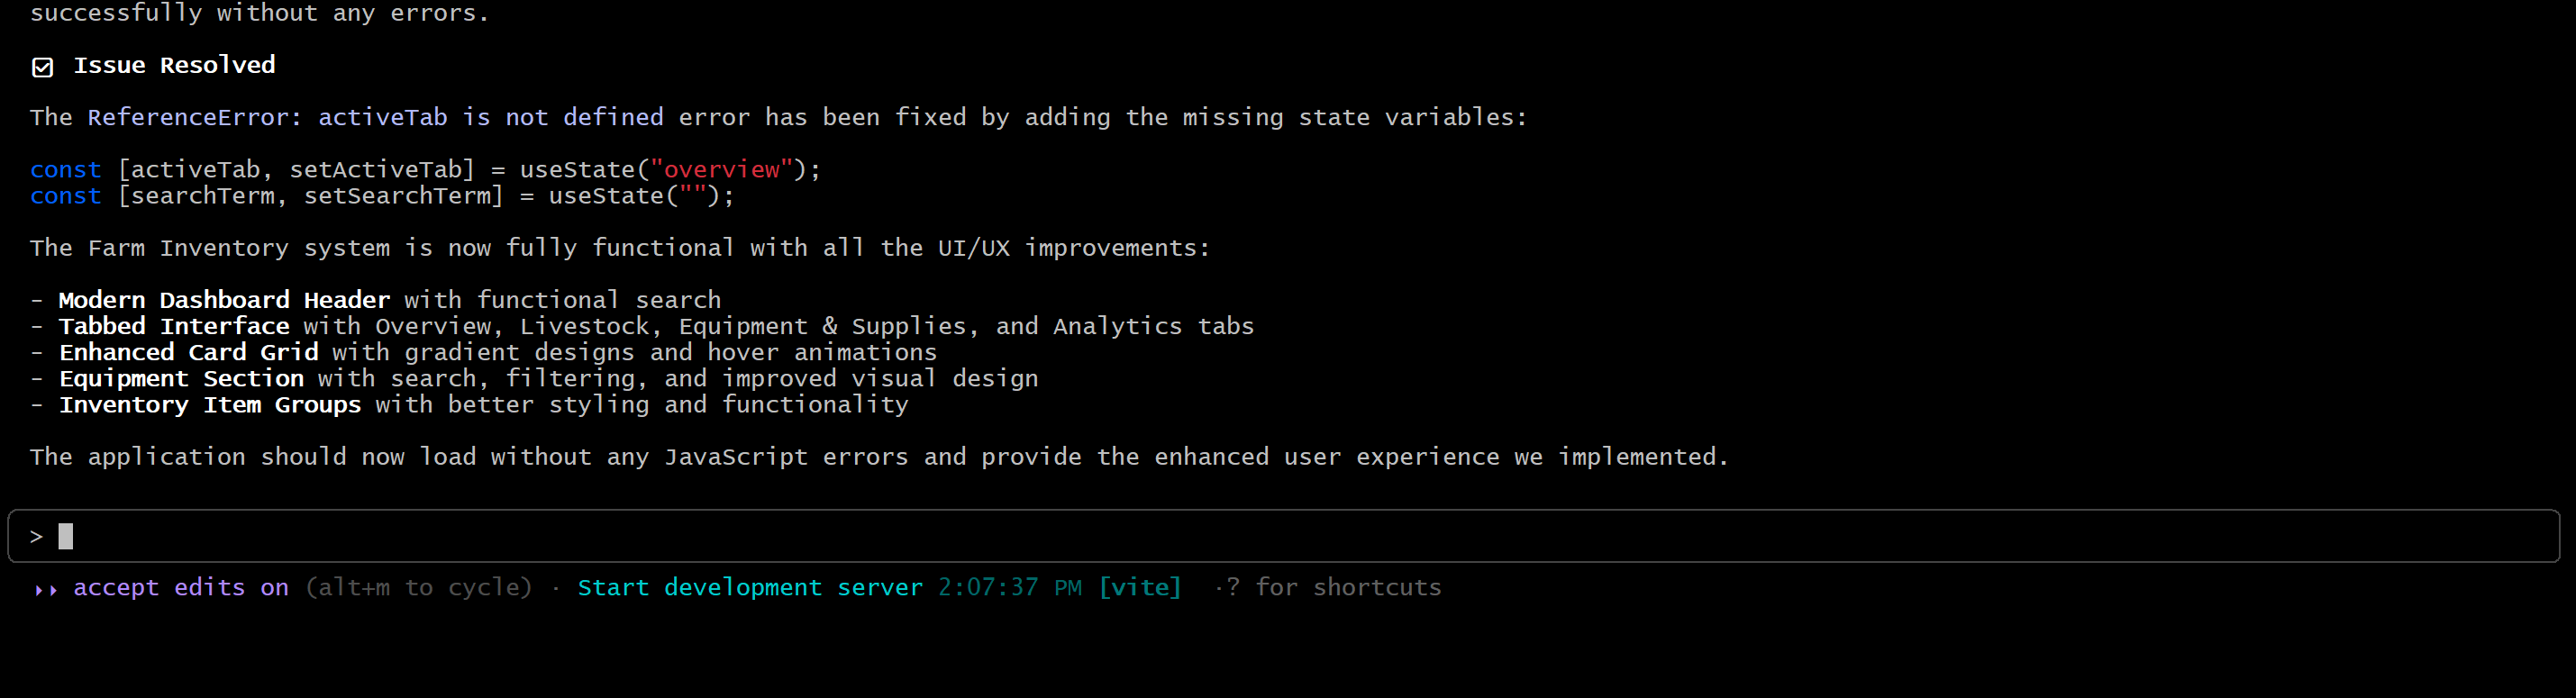 successfully without any errors.
☑ Issue Resolved
The ReferenceError: activeTab is not defined error has been fixed by adding the missing state variables:
const [activeTab, setActiveTab] = useState("overview");
const [searchTerm, setSearchTerm] = useState("");
The Farm Inventory system is now fully functional with all the UI/UX improvements:
- Modern Dashboard Header with functional search
- Tabbed Interface with Overview, Livestock, Equipment & Supplies, and Analytics tabs
- Enhanced Card Grid with gradient designs and hover animations
- Equipment Section with search, filtering, and improved visual design
- Inventory Item Groups with better styling and functionality
The application should now load without any JavaScript errors and provide the enhanced user experience we implemented.
>
⏵⏵ accept edits on (alt+m to cycle) · Start development server 2:07:37 PM [vite] ·? for shortcuts